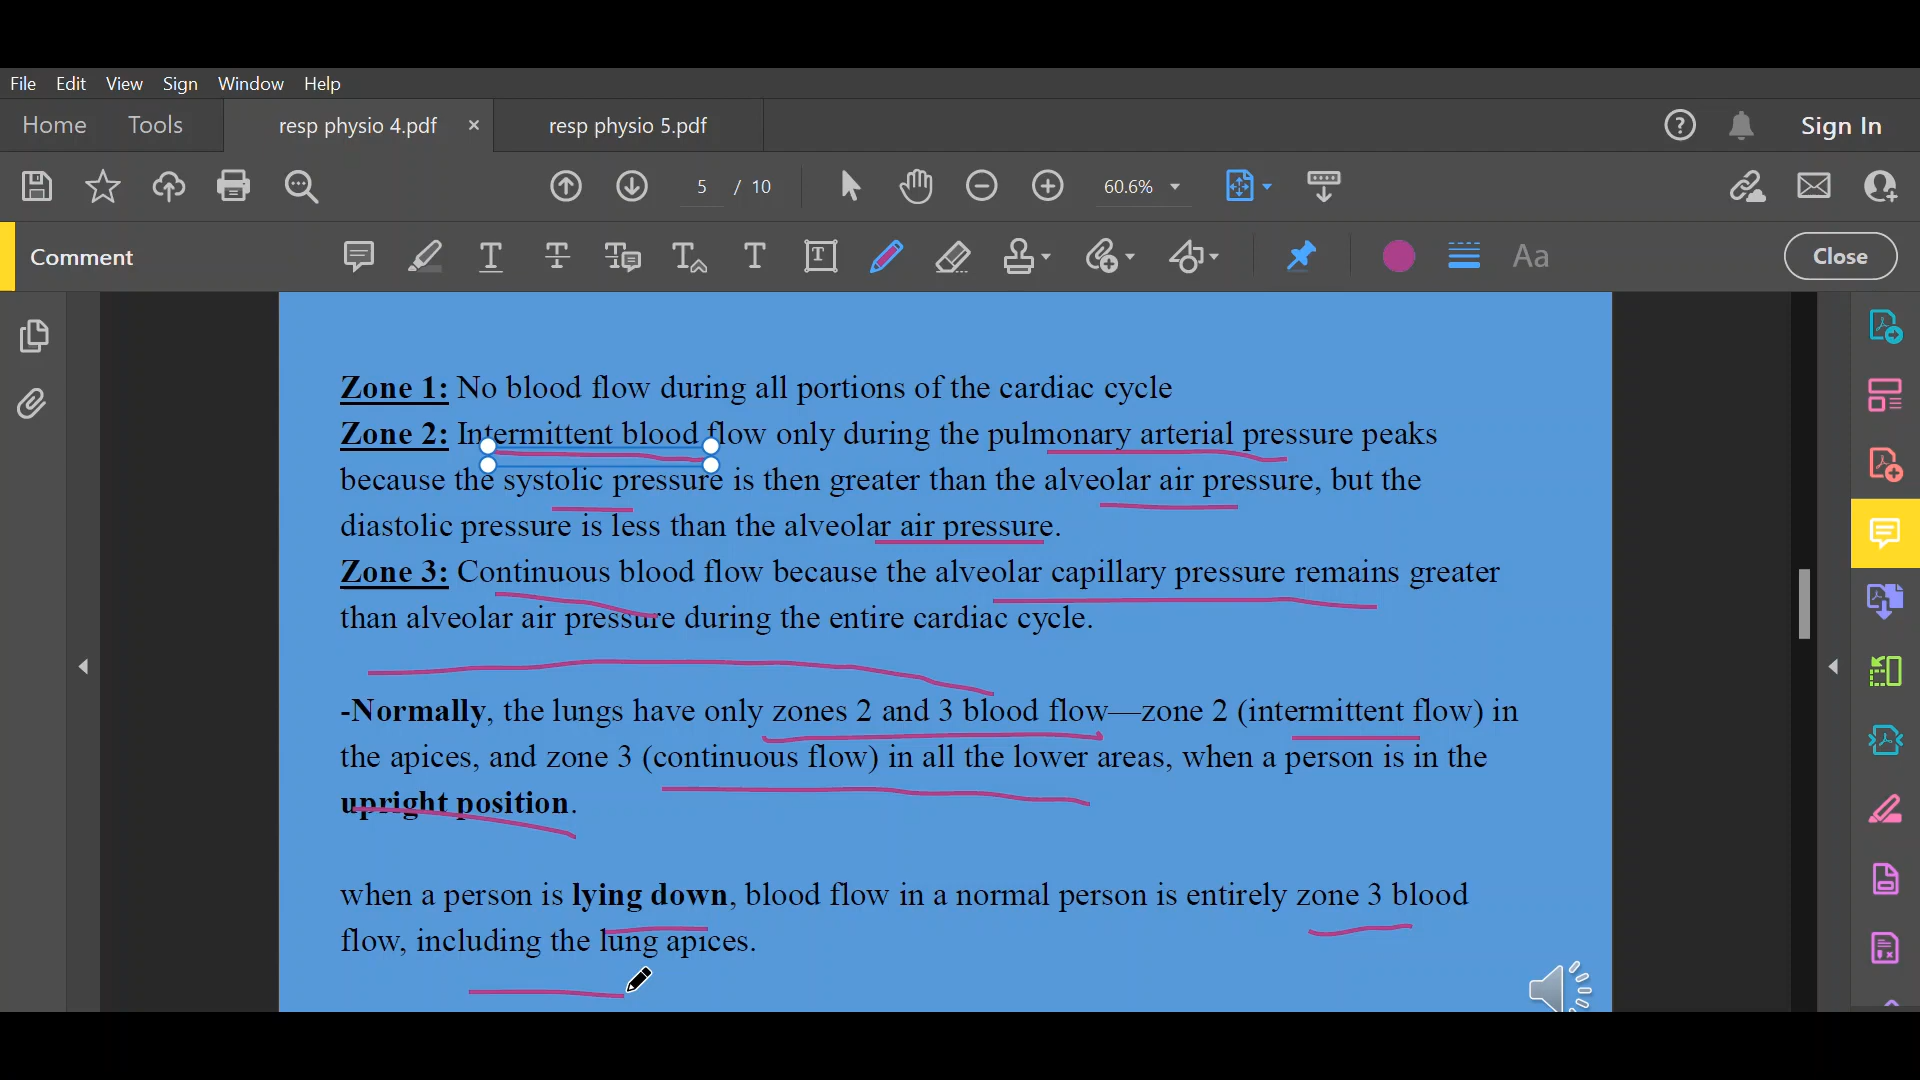 File Edit View Sign Window Help
Home Tools resp physio 4.pdf × resp physio 5.pdf Sign In
5 / 10 60.6%
Comment Aa Close
Zone 1: No blood flow during all portions of the cardiac cycle
Zone 2: Intermittent blood flow only during the pulmonary arterial pressure peaks
because the systolic pressure is then greater than the alveolar air pressure, but the
diastolic pressure is less than the alveolar air pressure.
Zone 3: Continuous blood flow because the alveolar capillary pressure remains greater
than alveolar air pressure during the entire cardiac cycle.
-Normally, the lungs have only zones 2 and 3 blood flow—zone 2 (intermittent flow) in
the apices, and zone 3 (continuous flow) in all the lower areas, when a person is in the
upright position.
when a person is lying down, blood flow in a normal person is entirely zone 3 blood
flow, including the lung apices.